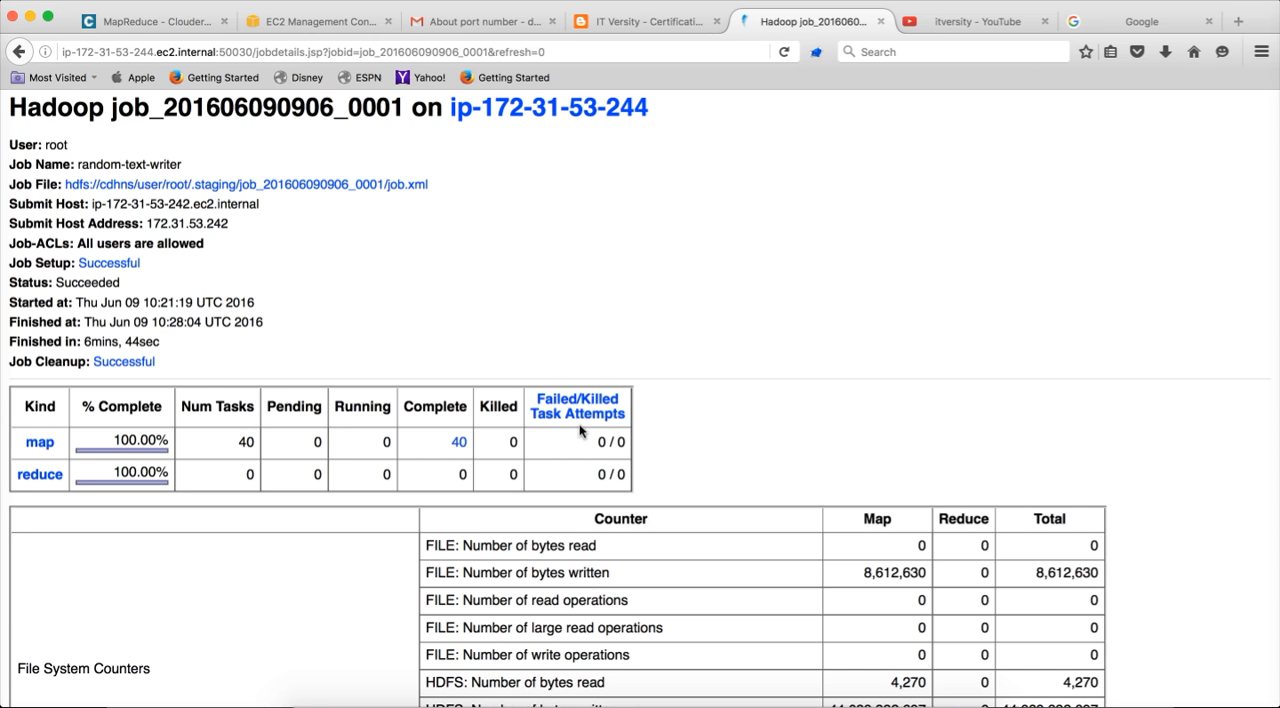 MapReduce - Clouder...
EC2 Management Con...
About port number - d...
IT Versity - Certificati...
Hadoop job_2016060...
itversity - YouTube
Google
ip-172-31-53-244.ec2.internal:50030/jobdetails.jsp?jobid=job_201606090906_0001&refresh=0
Search
Most Visited
Apple
Getting Started
Disney
ESPN
Yahoo!
Getting Started
Hadoop job_201606090906_0001 on ip-172-31-53-244
User: root
Job Name: random-text-writer
Job File: hdfs://cdhns/user/root/.staging/job_201606090906_0001/job.xml
Submit Host: ip-172-31-53-242.ec2.internal
Submit Host Address: 172.31.53.242
Job-ACLs: All users are allowed
Job Setup: Successful
Status: Succeeded
Started at: Thu Jun 09 10:21:19 UTC 2016
Finished at: Thu Jun 09 10:28:04 UTC 2016
Finished in: 6mins, 44sec
Job Cleanup: Successful
Kind % Complete Num Tasks Pending Running Complete Killed Failed/Killed
Task Attempts
map 100.00% 40 0 0 40 0 0 / 0
reduce 100.00% 0 0 0 0 0 0 / 0
Counter Map Reduce Total
FILE: Number of bytes read 0 0 0
FILE: Number of bytes written 8,612,630 0 8,612,630
FILE: Number of read operations 0 0 0
FILE: Number of large read operations 0 0 0
FILE: Number of write operations 0 0 0
File System Counters
HDFS: Number of bytes read 4,270 0 4,270